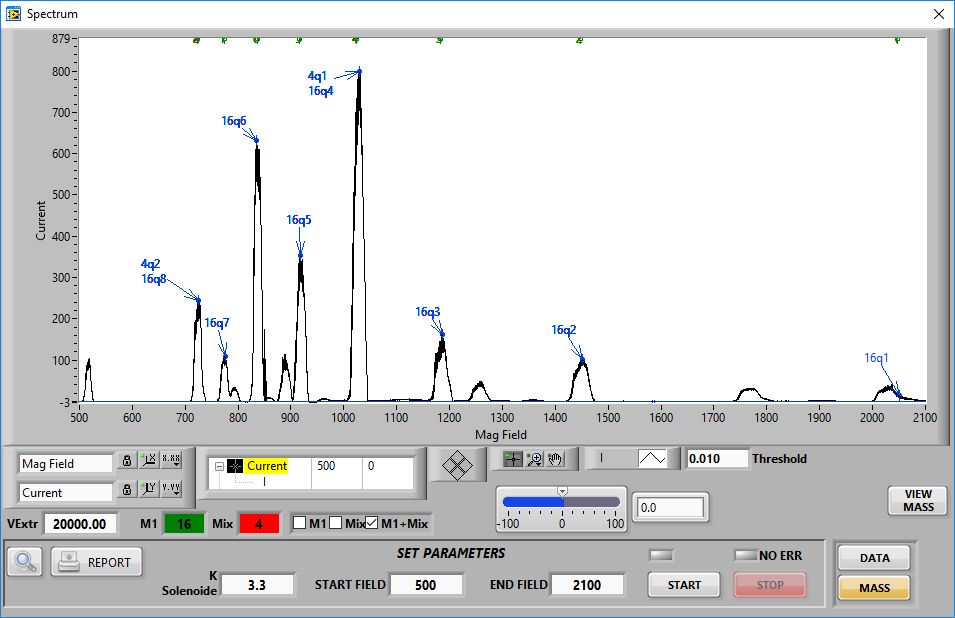 Spectrum
879
800
700
600
500
400
300
200
100
-3
Current
4q2
16q8
16q7
16q6
16q5
4q1
16q4
16q3
16q2
16q1
500 600 700 800 900 1000 1100 1200 1300 1400 1500 1600 1700 1800 1900 2000 2100
Mag Field
Mag Field
X.XX
Current
Y.YY
Current 500 0
I
I
0.010 Threshold
-100 0 100
0.0
VIEW
MASS
VExtr 20000.00 M1 16 Mix 4 M1 Mix M1+Mix
REPORT
SET PARAMETERS
K
Solenoide 3.3
START FIELD 500
END FIELD 2100
NO ERR
START
STOP
DATA
MASS